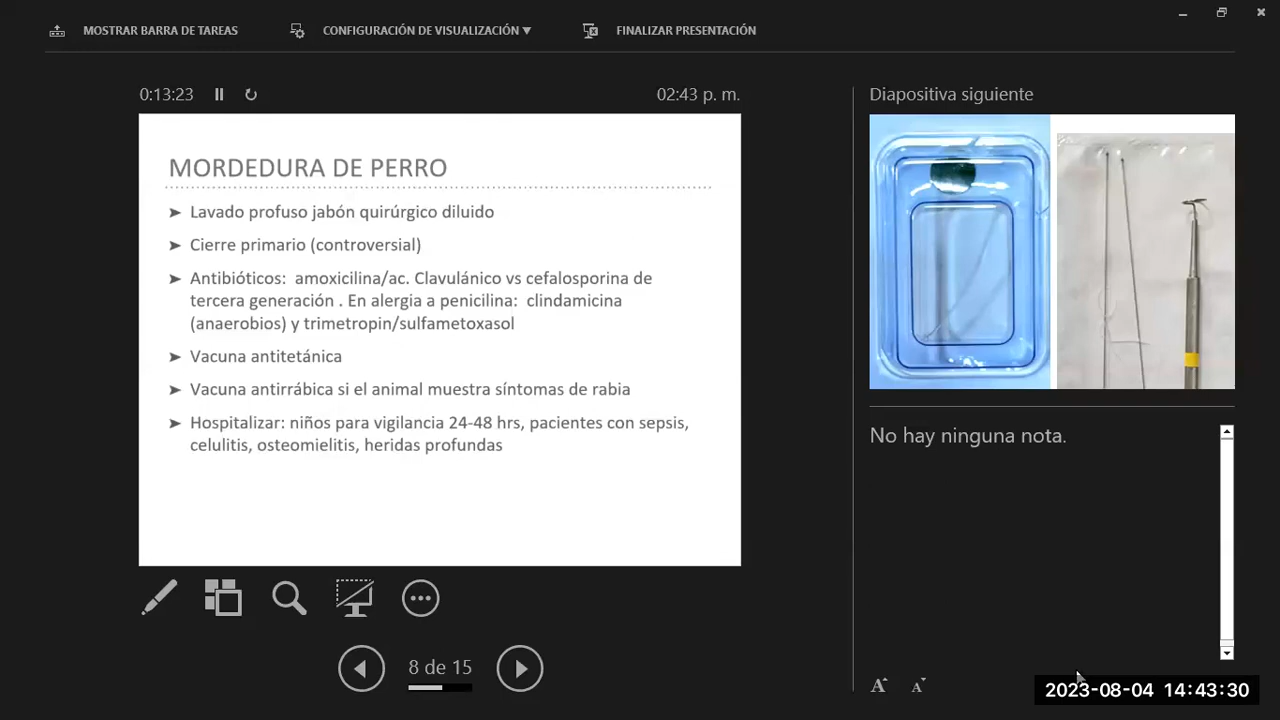 MOSTRAR BARRA DE TAREAS
CONFIGURACIÓN DE VISUALIZACIÓN ▼
FINALIZAR PRESENTACIÓN
0:13:23
02:43 p. m.
Diapositiva siguiente
MORDEDURA DE PERRO
➤ Lavado profuso jabón quirúrgico diluido
➤ Cierre primario (controversial)
➤ Antibióticos:  amoxicilina/ac. Clavulánico vs cefalosporina de
tercera generación . En alergia a penicilina:  clindamicina
(anaerobios) y trimetropin/sulfametoxasol
➤ Vacuna antitetánica
➤ Vacuna antirrábica si el animal muestra síntomas de rabia
➤ Hospitalizar: niños para vigilancia 24-48 hrs, pacientes con sepsis,
celulitis, osteomielitis, heridas profundas
No hay ninguna nota.
8 de 15
A A
2023-08-04 14:43:30